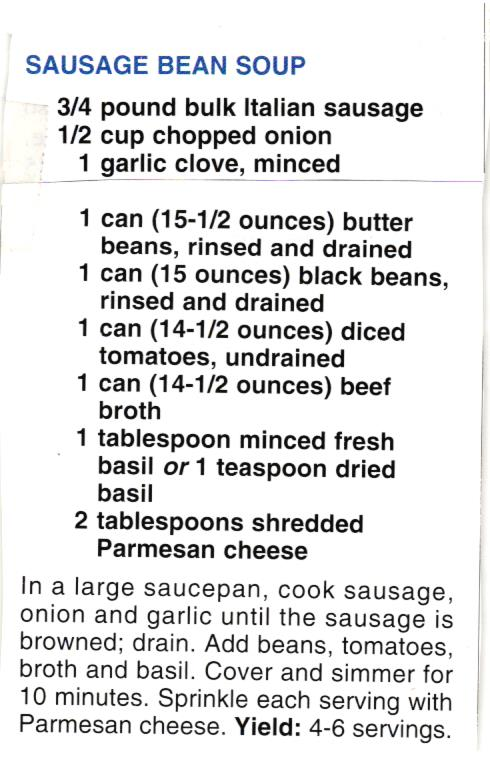 SAUSAGE BEAN SOUP
3/4 pound bulk Italian sausage
1/2 cup chopped onion
1 garlic clove, minced
1 can (15-1/2 ounces) butter
beans, rinsed and drained
1 can (15 ounces) black beans,
rinsed and drained
1 can (14-1/2 ounces) diced
tomatoes, undrained
1 can (14-1/2 ounces) beef
broth
1 tablespoon minced fresh
basil or 1 teaspoon dried
basil
2 tablespoons shredded
Parmesan cheese
In a large saucepan, cook sausage,
onion and garlic until the sausage is
browned; drain. Add beans, tomatoes,
broth and basil. Cover and simmer for
10 minutes. Sprinkle each serving with
Parmesan cheese. Yield: 4-6 servings.